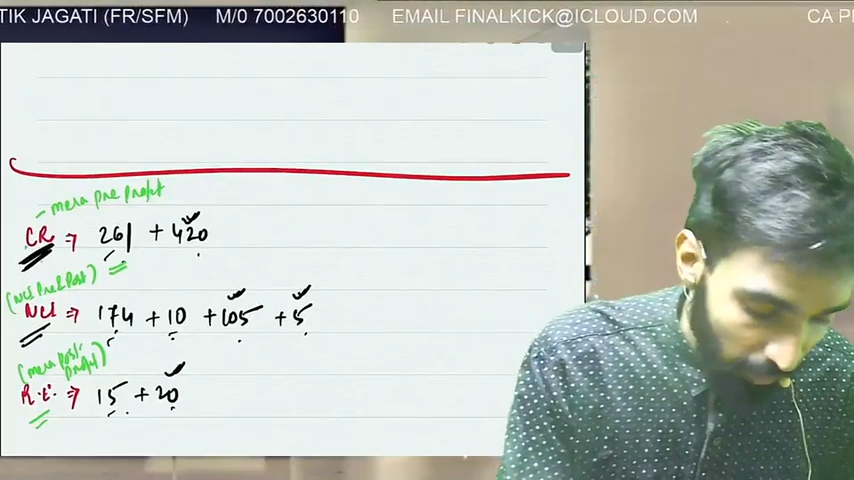 TIK JAGATI (FR/SFM) M/0 7002630110 EMAIL FINALKICK@ICLOUD.COM . CA P
mera pre profit
CR ⇒ 261 + 420
(NCI Pre & Post)
NCI ⇒ 174 + 10 + 105 + 5
(mera post profit)
R.E. ⇒ 15 + 20